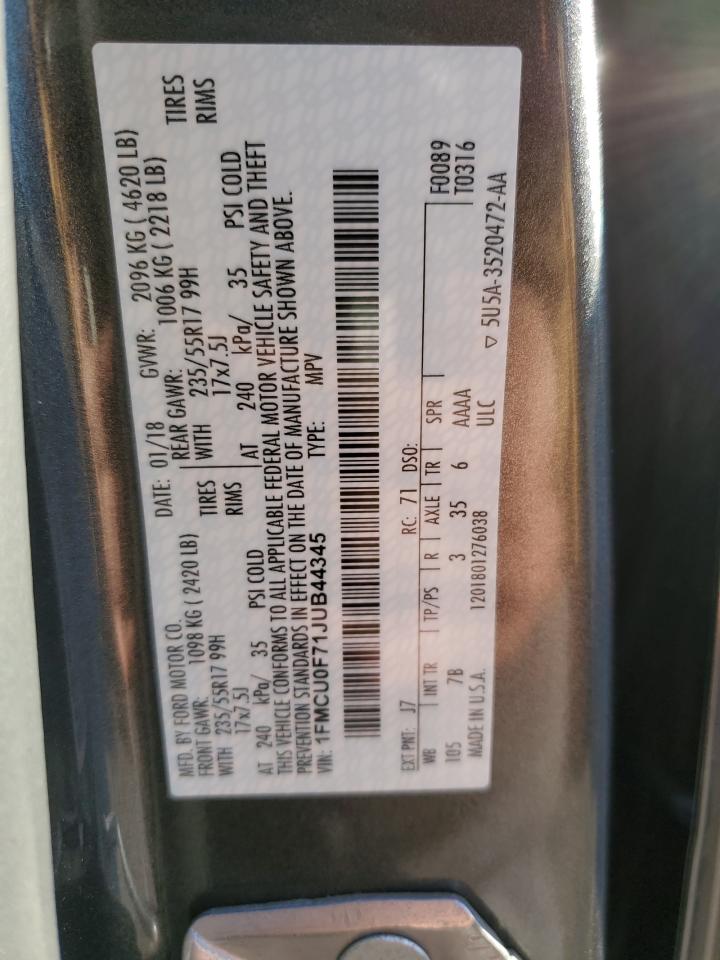 MFD. BY FORD MOTOR CO. DATE: 01/18 GVWR: 2096 KG ( 4620 LB)
FRONT GAWR: 1098 KG ( 2420 LB) REAR GAWR: 1006 KG ( 2218 LB)
WITH 235/55R17 99H TIRES WITH 235/55R17 99H TIRES
17x7.5J RIMS 17x7.5J RIMS
AT 240 kPa/ 35 PSI COLD AT 240 kPa/ 35 PSI COLD
THIS VEHICLE CONFORMS TO ALL APPLICABLE FEDERAL MOTOR VEHICLE SAFETY AND THEFT
PREVENTION STANDARDS IN EFFECT ON THE DATE OF MANUFACTURE SHOWN ABOVE.
VIN: 1FMCU0F71JUB44345 TYPE: MPV
EXT PNT: J7 RC: 71 DSO:
WB INT TR TP/PS R AXLE TR SPR F0089
105 7B 3 35 6 AAAA T0316
ULC
MADE IN U.S.A. 1201801276038 ▽ 5U5A-3520472-AA